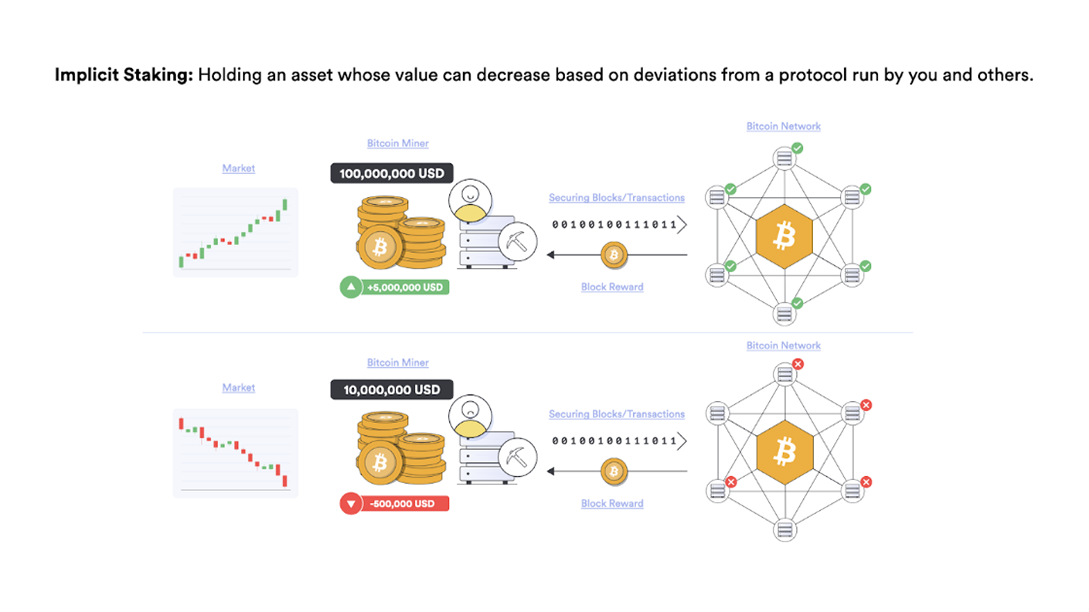 Implicit Staking: Holding an asset whose value can decrease based on deviations from a protocol run by you and others.
Bitcoin Network
Bitcoin Miner
Market
100,000,000 USD
Securing Blocks/Transactions
00100100111011
Block Reward
+5,000,000 USD
Bitcoin Network
Bitcoin Miner
Market
10,000,000 USD
Securing Blocks/Transactions
00100100111011
Block Reward
-500,000 USD